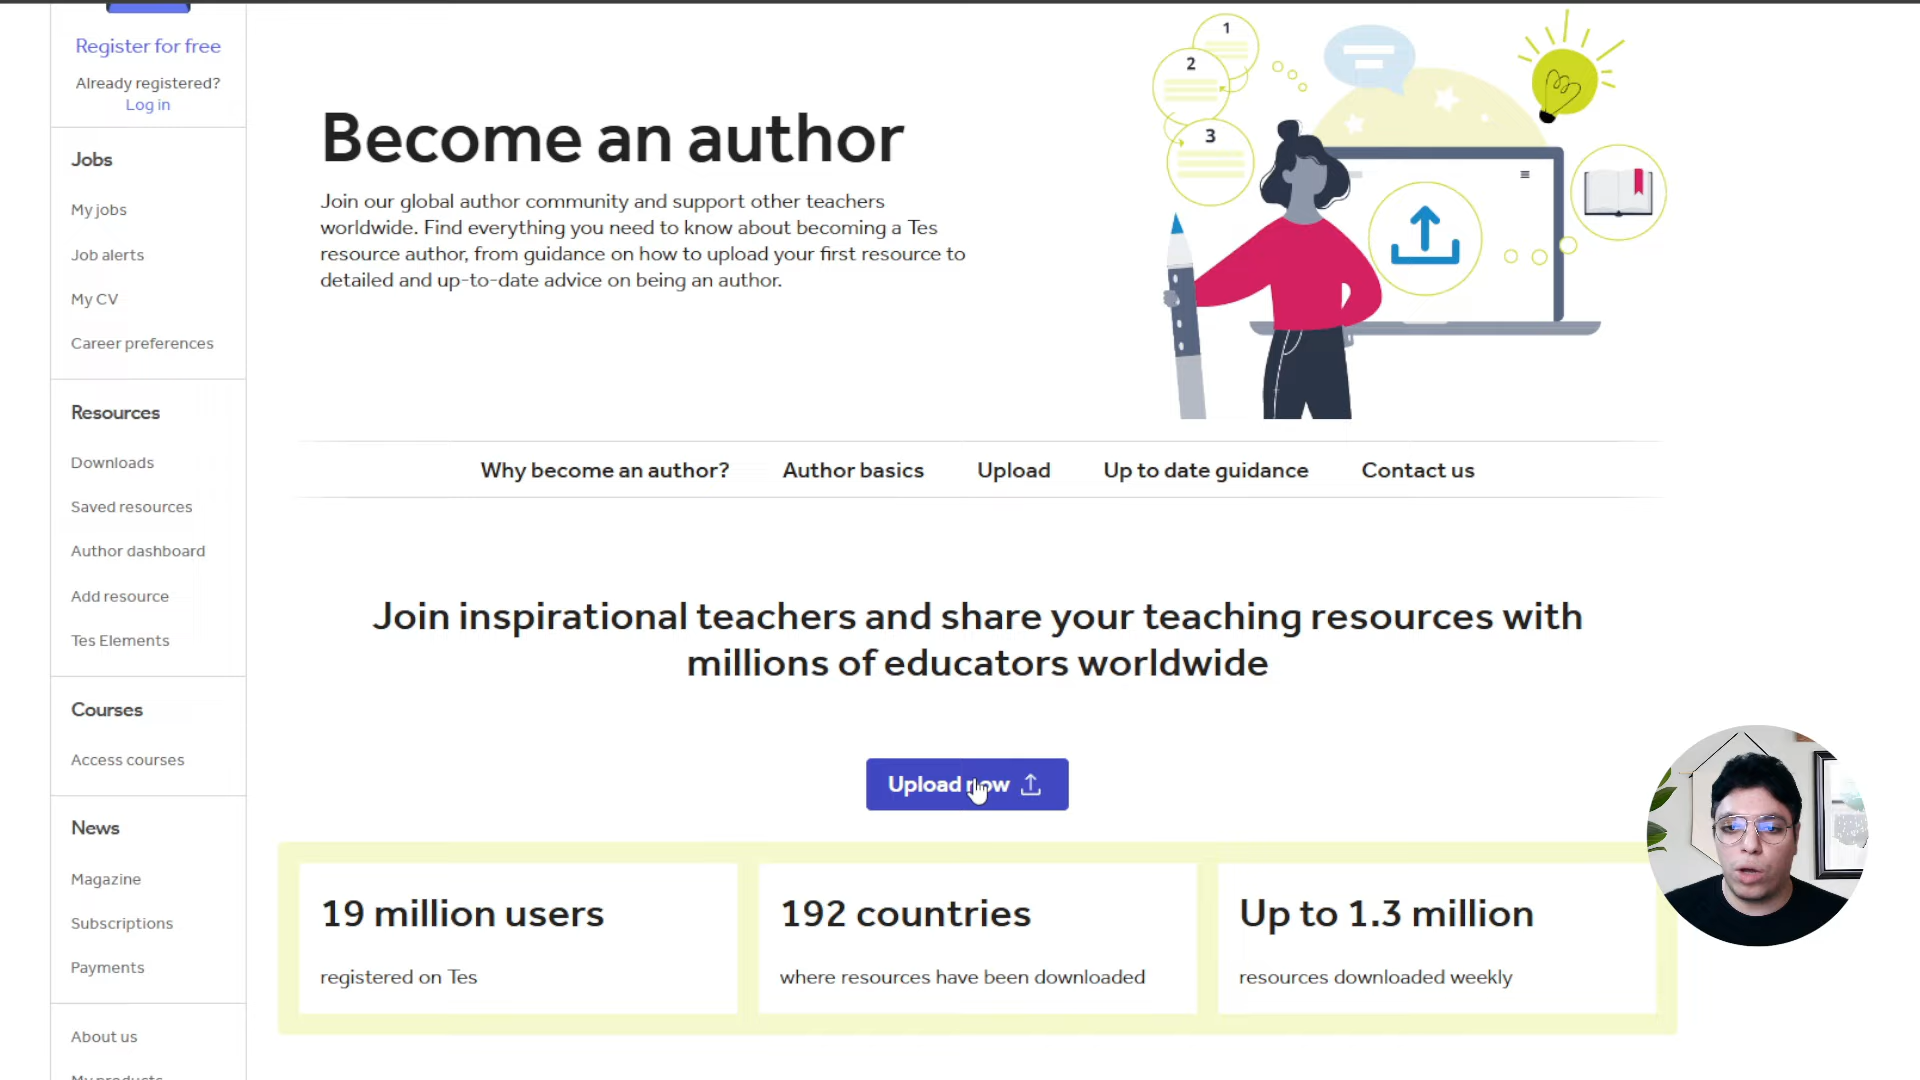 Register for free
Already registered?
Log in
Jobs
My jobs
Job alerts
My CV
Career preferences
Resources
Downloads
Saved resources
Author dashboard
Add resource
Tes Elements
Courses
Access courses
News
Magazine
Subscriptions
Payments
About us
My products
Become an author
Join our global author community and support other teachers
worldwide. Find everything you need to know about becoming a Tes
resource author, from guidance on how to upload your first resource to
detailed and up-to-date advice on being an author.
1
2
3
Why become an author?
Author basics
Upload
Up to date guidance
Contact us
Join inspirational teachers and share your teaching resources with
millions of educators worldwide
Upload now
19 million users
registered on Tes
192 countries
where resources have been downloaded
Up to 1.3 million
resources downloaded weekly